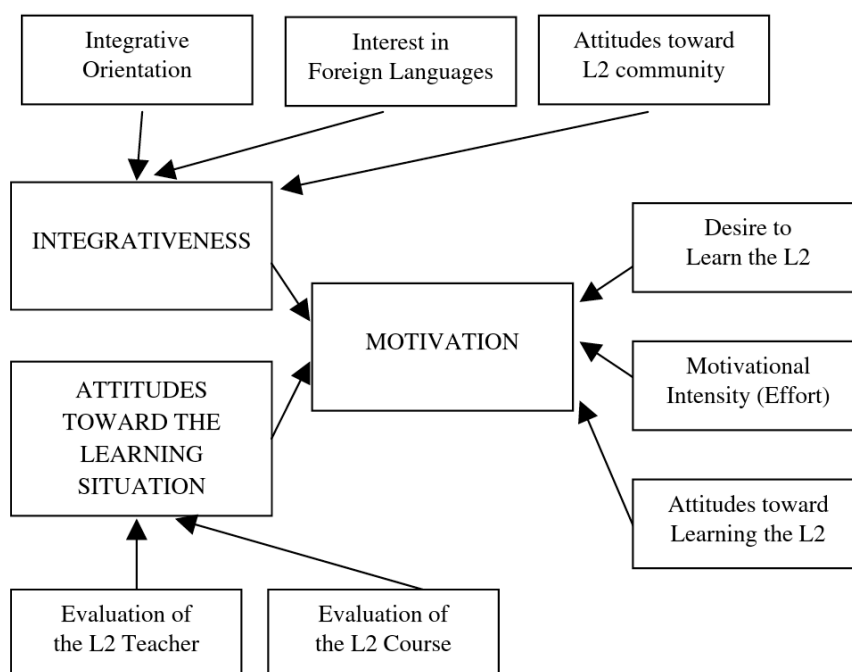 Integrative
Orientation
Interest in
Foreign Languages
Attitudes toward
L2 community
INTEGRATIVENESS
Desire to
Learn the L2
MOTIVATION
Motivational
Intensity (Effort)
ATTITUDES
TOWARD THE
LEARNING
SITUATION
Attitudes toward
Learning the L2
Evaluation of
the L2 Teacher
Evaluation of
the L2 Course